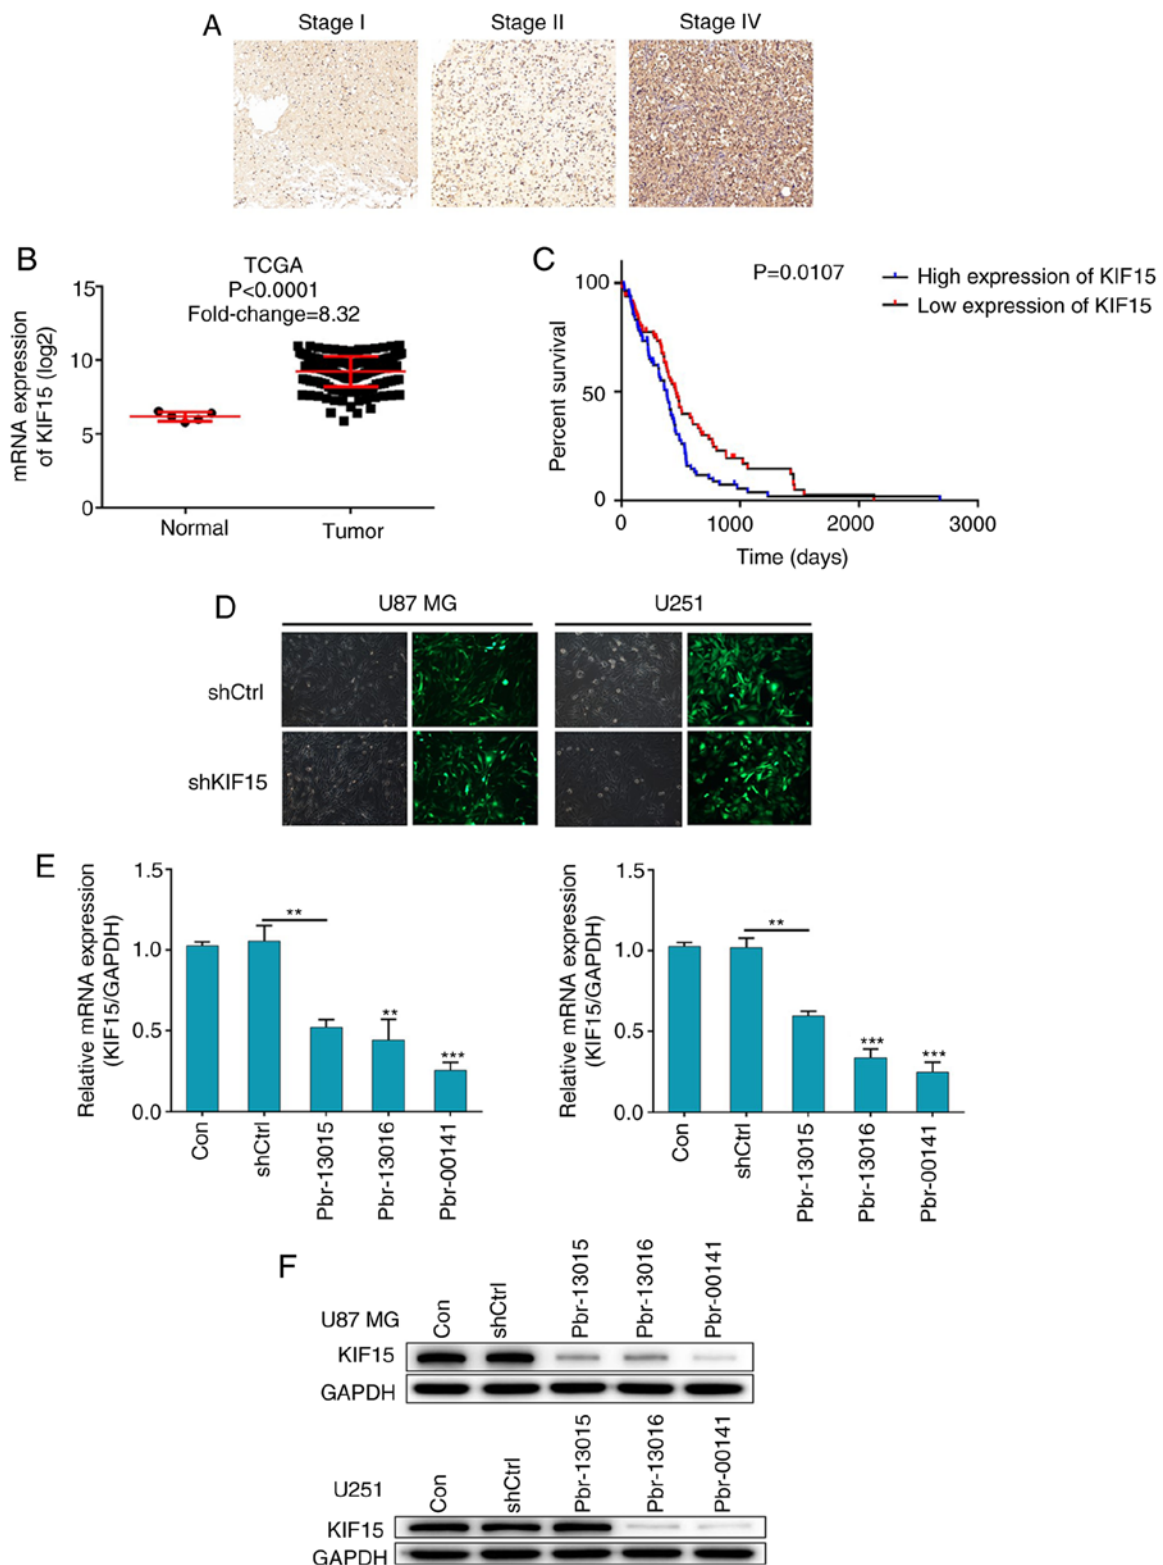 A
Stage I
Stage II
Stage IV
B
TCGA
P<0.0001
Fold-change=8.32
mRNA expression
of KIF15 (log2)
15
10
5
0
Normal
Tumor
C
P=0.0107
High expression of KIF15
Low expression of KIF15
Percent survival
100
50
0
0
1000
2000
3000
Time (days)
D
U87 MG
U251
shCtrl
shKIF15
E
Relative mRNA expression
(KIF15/GAPDH)
1.5
1.0
0.5
0.0
**
**
***
Con
shCtrl
Pbr-13015
Pbr-13016
Pbr-00141
Relative mRNA expression
(KIF15/GAPDH)
1.5
1.0
0.5
0.0
**
***
***
Con
shCtrl
Pbr-13015
Pbr-13016
Pbr-00141
F
U87 MG
Con
shCtrl
Pbr-13015
Pbr-13016
Pbr-00141
KIF15
GAPDH
U251
Con
shCtrl
Pbr-13015
Pbr-13016
Pbr-00141
KIF15
GAPDH